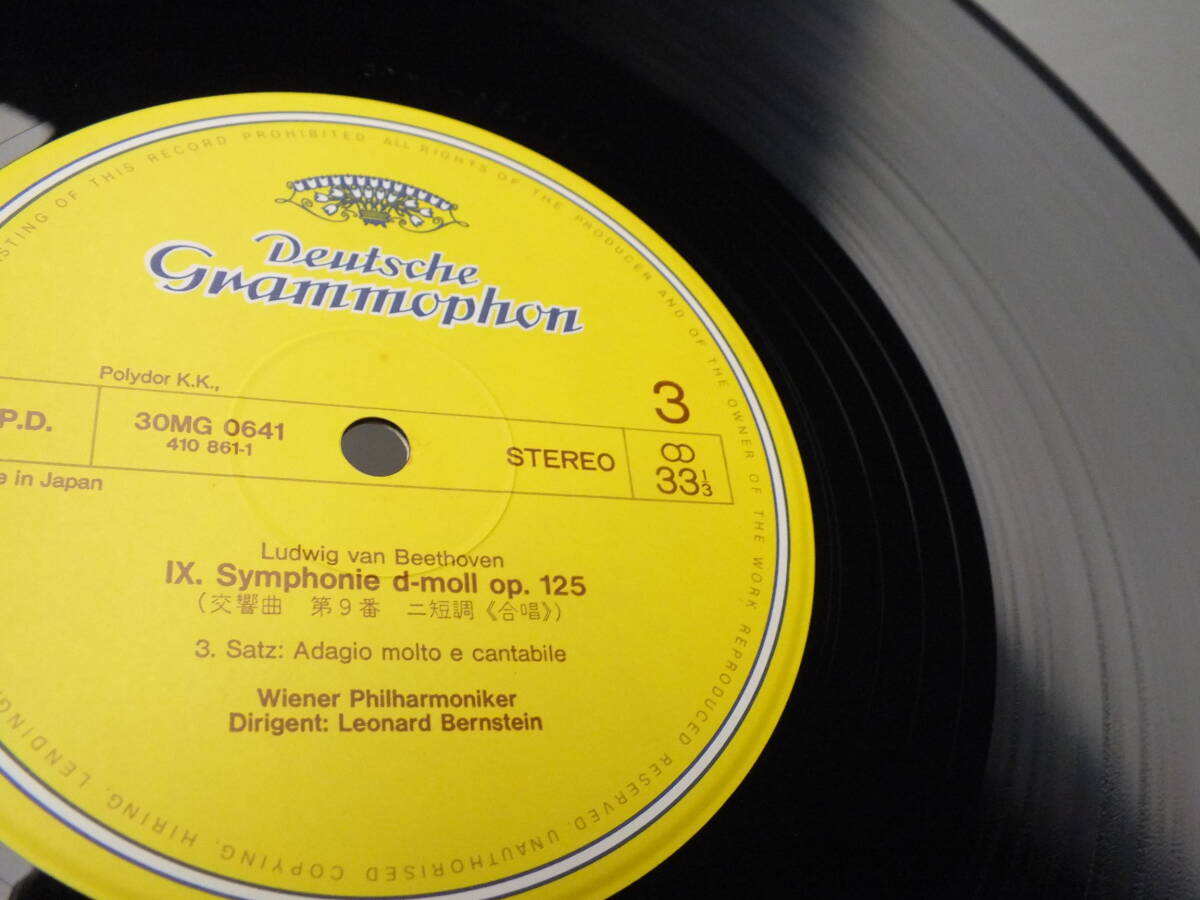 Deutsche
Grammophon
Polydor K.K.,
3
P.D.
30MG 0641
410 861-1
STEREO
33⅓
in Japan
Ludwig van Beethoven
IX. Symphonie d-moll op. 125
(交響曲 第9番 ニ短調《合唱》)
3. Satz: Adagio molto e cantabile
Wiener Philharmoniker
Dirigent: Leonard Bernstein
OF THIS RECORD PROHIBITED ALL RIGHTS OF THE PRODUCER AND OF THE OWNER OF THE WORK REPRODUCED RESERVED. UNAUTHORISED COPYING, HIRING, LENDING,